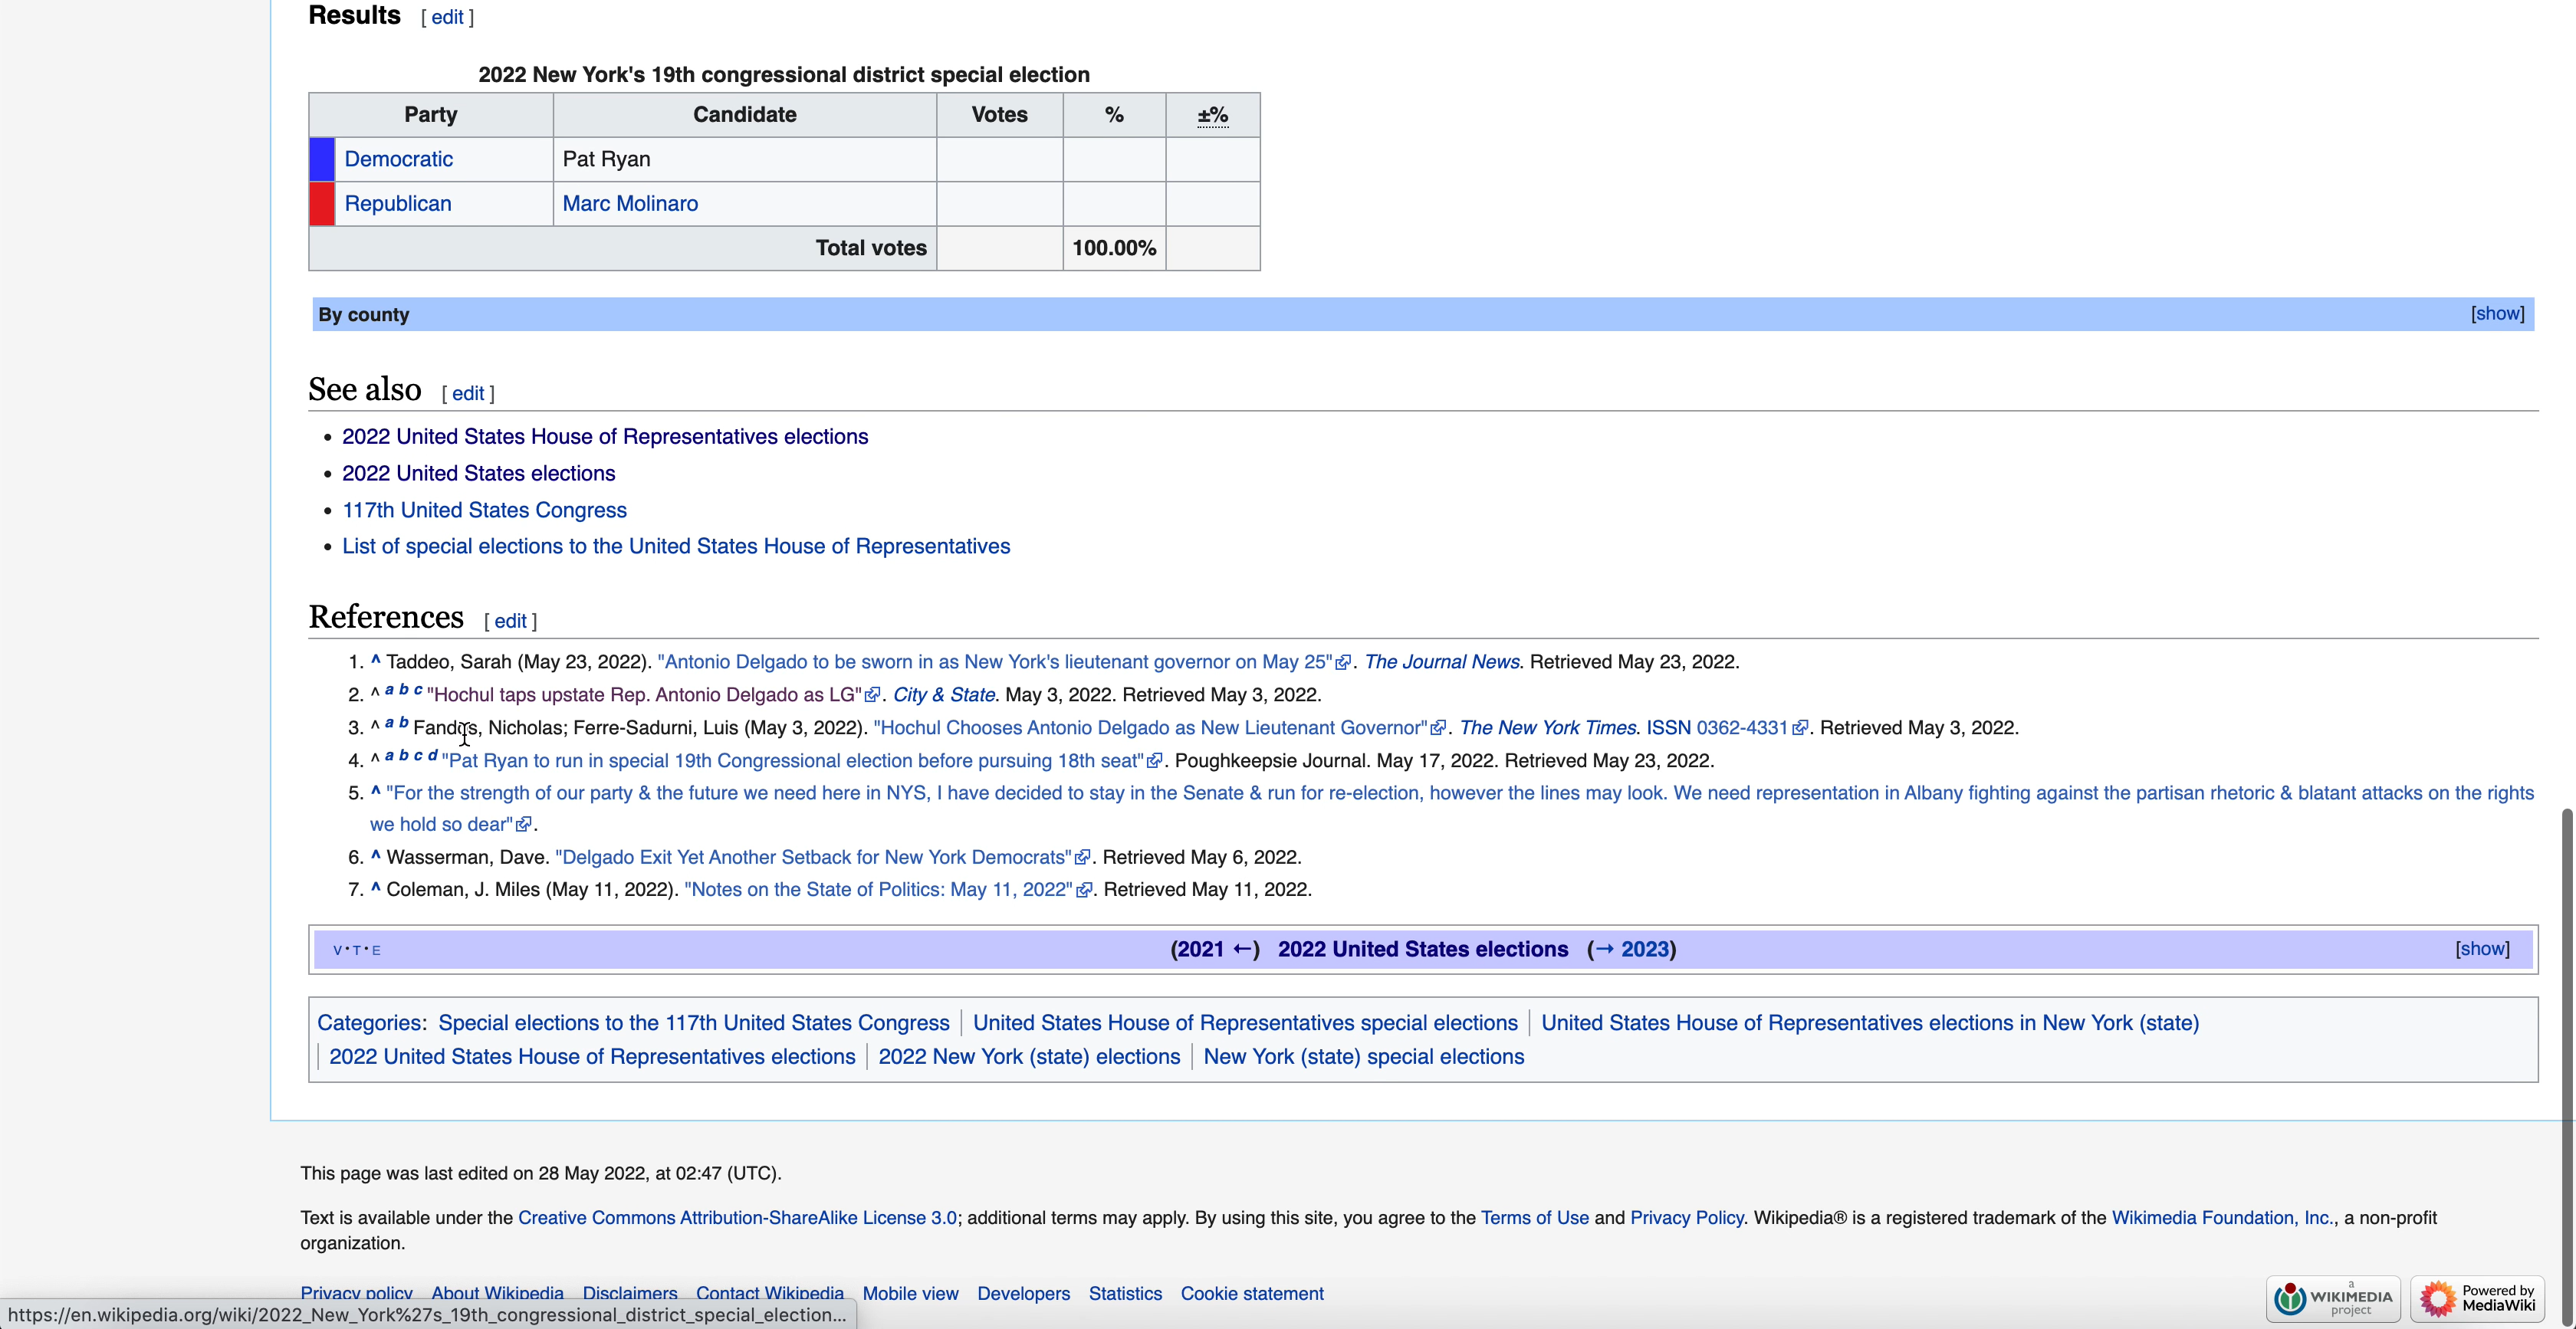 Results [ edit ]
2022 New York's 19th congressional district special election
Party Candidate Votes % ±%
Democratic Pat Ryan
Republican Marc Molinaro
Total votes 100.00%
By county [show]
See also [ edit ]
• 2022 United States House of Representatives elections
• 2022 United States elections
• 117th United States Congress
• List of special elections to the United States House of Representatives
References [ edit ]
1. ^ Taddeo, Sarah (May 23, 2022). "Antonio Delgado to be sworn in as New York's lieutenant governor on May 25". The Journal News. Retrieved May 23, 2022.
2. ^ a b c "Hochul taps upstate Rep. Antonio Delgado as LG". City & State. May 3, 2022. Retrieved May 3, 2022.
3. ^ a b Fandos, Nicholas; Ferre-Sadurni, Luis (May 3, 2022). "Hochul Chooses Antonio Delgado as New Lieutenant Governor". The New York Times. ISSN 0362-4331. Retrieved May 3, 2022.
4. ^ a b c d "Pat Ryan to run in special 19th Congressional election before pursuing 18th seat". Poughkeepsie Journal. May 17, 2022. Retrieved May 23, 2022.
5. ^ "For the strength of our party & the future we need here in NYS, I have decided to stay in the Senate & run for re-election, however the lines may look. We need representation in Albany fighting against the partisan rhetoric & blatant attacks on the rights
we hold so dear".
6. ^ Wasserman, Dave. "Delgado Exit Yet Another Setback for New York Democrats". Retrieved May 6, 2022.
7. ^ Coleman, J. Miles (May 11, 2022). "Notes on the State of Politics: May 11, 2022". Retrieved May 11, 2022.
V · T · E (2021 ←) 2022 United States elections (→ 2023) [show]
Categories: Special elections to the 117th United States Congress | United States House of Representatives special elections | United States House of Representatives elections in New York (state)
| 2022 United States House of Representatives elections | 2022 New York (state) elections | New York (state) special elections
This page was last edited on 28 May 2022, at 02:47 (UTC).
Text is available under the Creative Commons Attribution-ShareAlike License 3.0; additional terms may apply. By using this site, you agree to the Terms of Use and Privacy Policy. Wikipedia® is a registered trademark of the Wikimedia Foundation, Inc., a non-profit
organization.
Privacy policy About Wikipedia Disclaimers Contact Wikipedia Mobile view Developers Statistics Cookie statement
a WIKIMEDIA project
Powered by MediaWiki
https://en.wikipedia.org/wiki/2022_New_York%27s_19th_congressional_district_special_election...